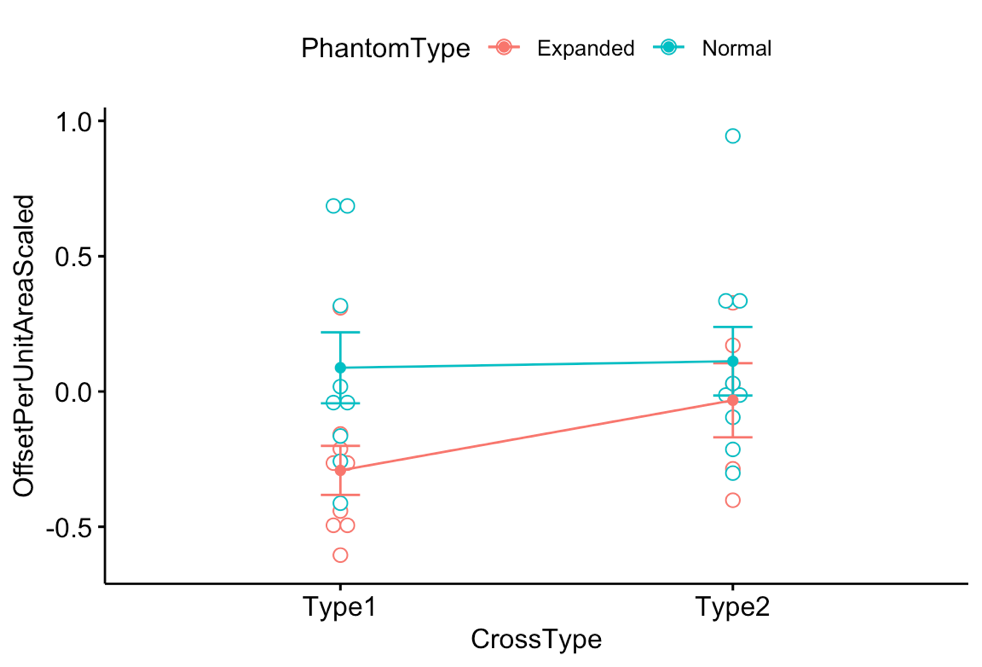 PhantomType Expanded Normal
1.0
0.5
0.0
-0.5
OffsetPerUnitAreaScaled
Type1 Type2
CrossType